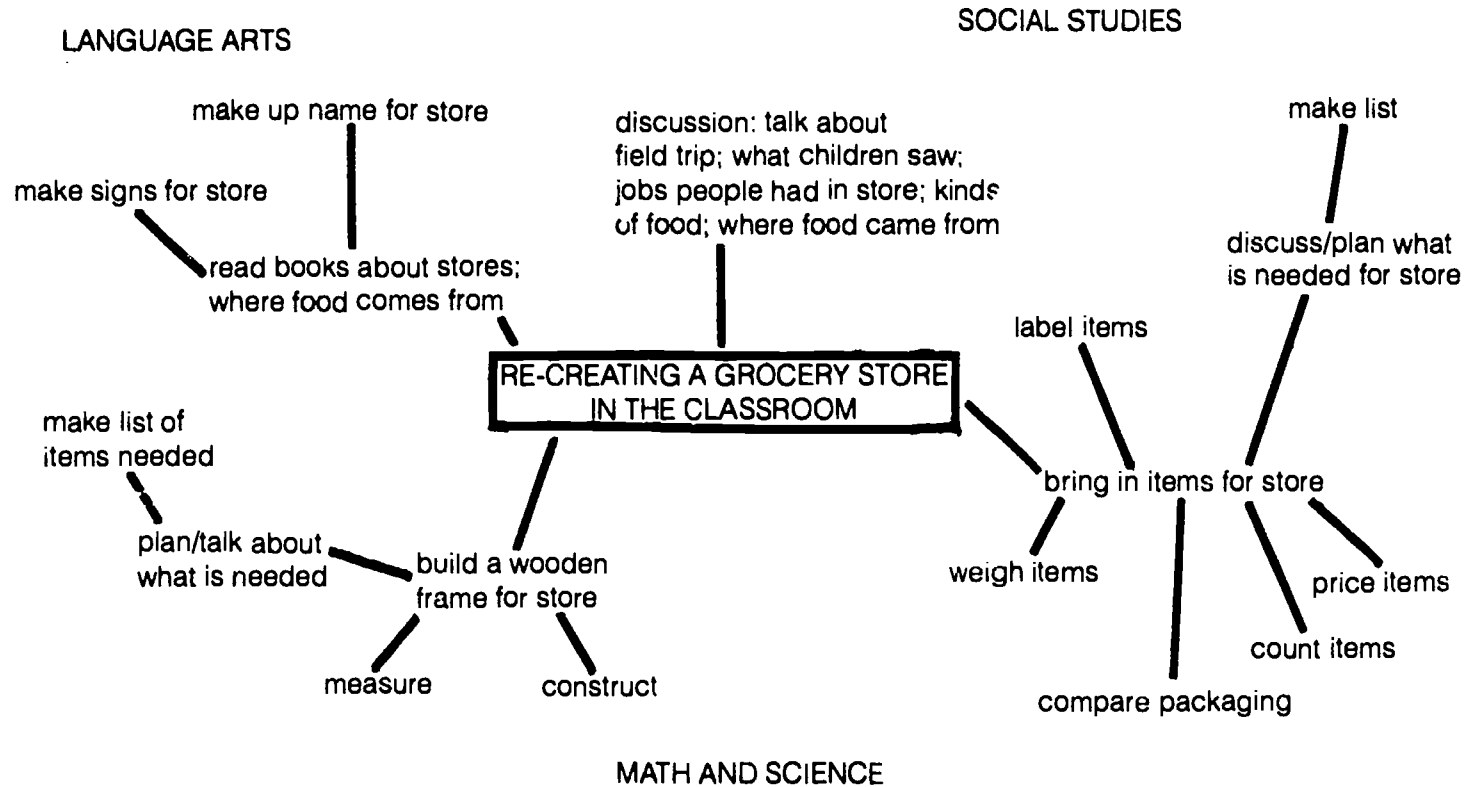 LANGUAGE ARTS
SOCIAL STUDIES
make up name for store
make signs for store
read books about stores;
where food comes from
discussion: talk about
field trip; what children saw;
jobs people had in store; kinds
of food; where food came from
make list
discuss/plan what
is needed for store
label items
RE-CREATING A GROCERY STORE
IN THE CLASSROOM
bring in items for store
weigh items
price items
count items
compare packaging
make list of
items needed
plan/talk about
what is needed
build a wooden
frame for store
measure
construct
MATH AND SCIENCE